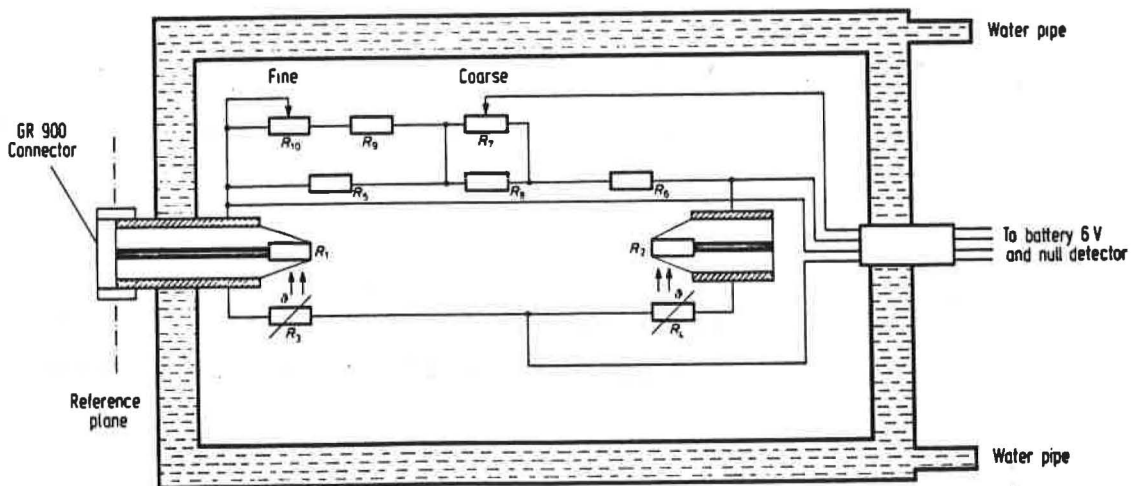 Water pipe
Fine
Coarse
GR 900
Connector
R10
R9
R7
R5
R8
R6
R1
R2
To battery 6 V
and null detector
ϑ
ϑ
R3
R4
Reference
plane
Water pipe